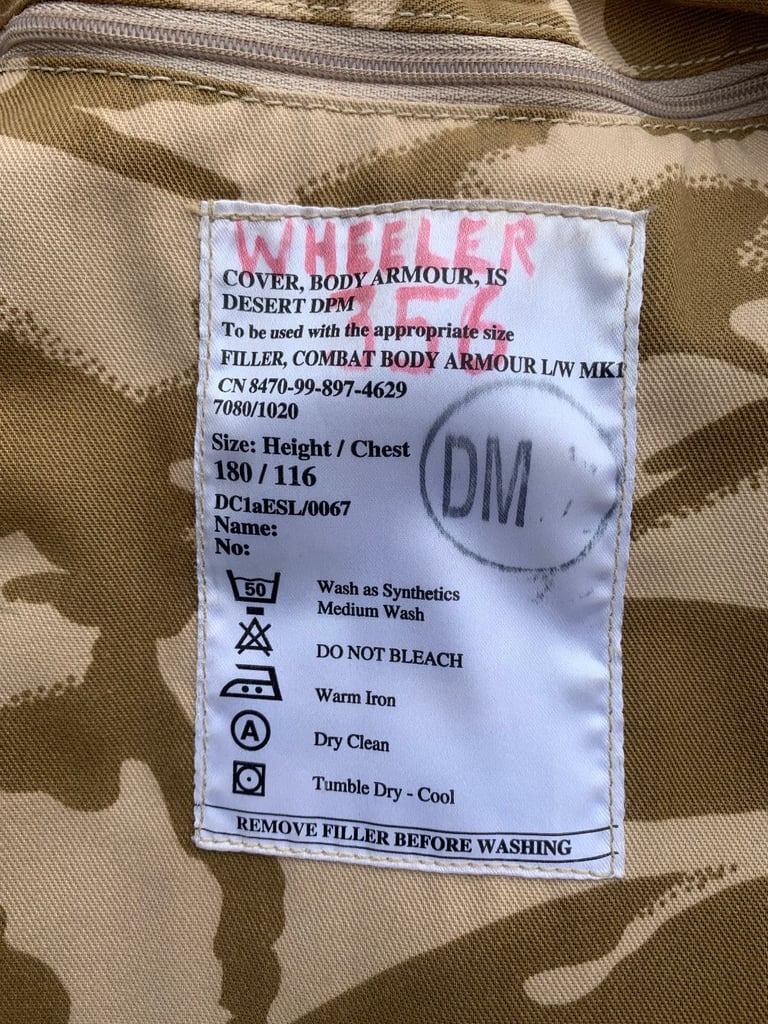 WHEELER
COVER, BODY ARMOUR, IS
DESERT DPM
356
To be used with the appropriate size
FILLER, COMBAT BODY ARMOUR L/W MK1
CN 8470-99-897-4629
7080/1020
Size: Height / Chest
180 / 116
DM
DC1aESL/0067
Name:
No:
50
Wash as Synthetics
Medium Wash
DO NOT BLEACH
Warm Iron
A
Dry Clean
Tumble Dry - Cool
REMOVE FILLER BEFORE WASHING